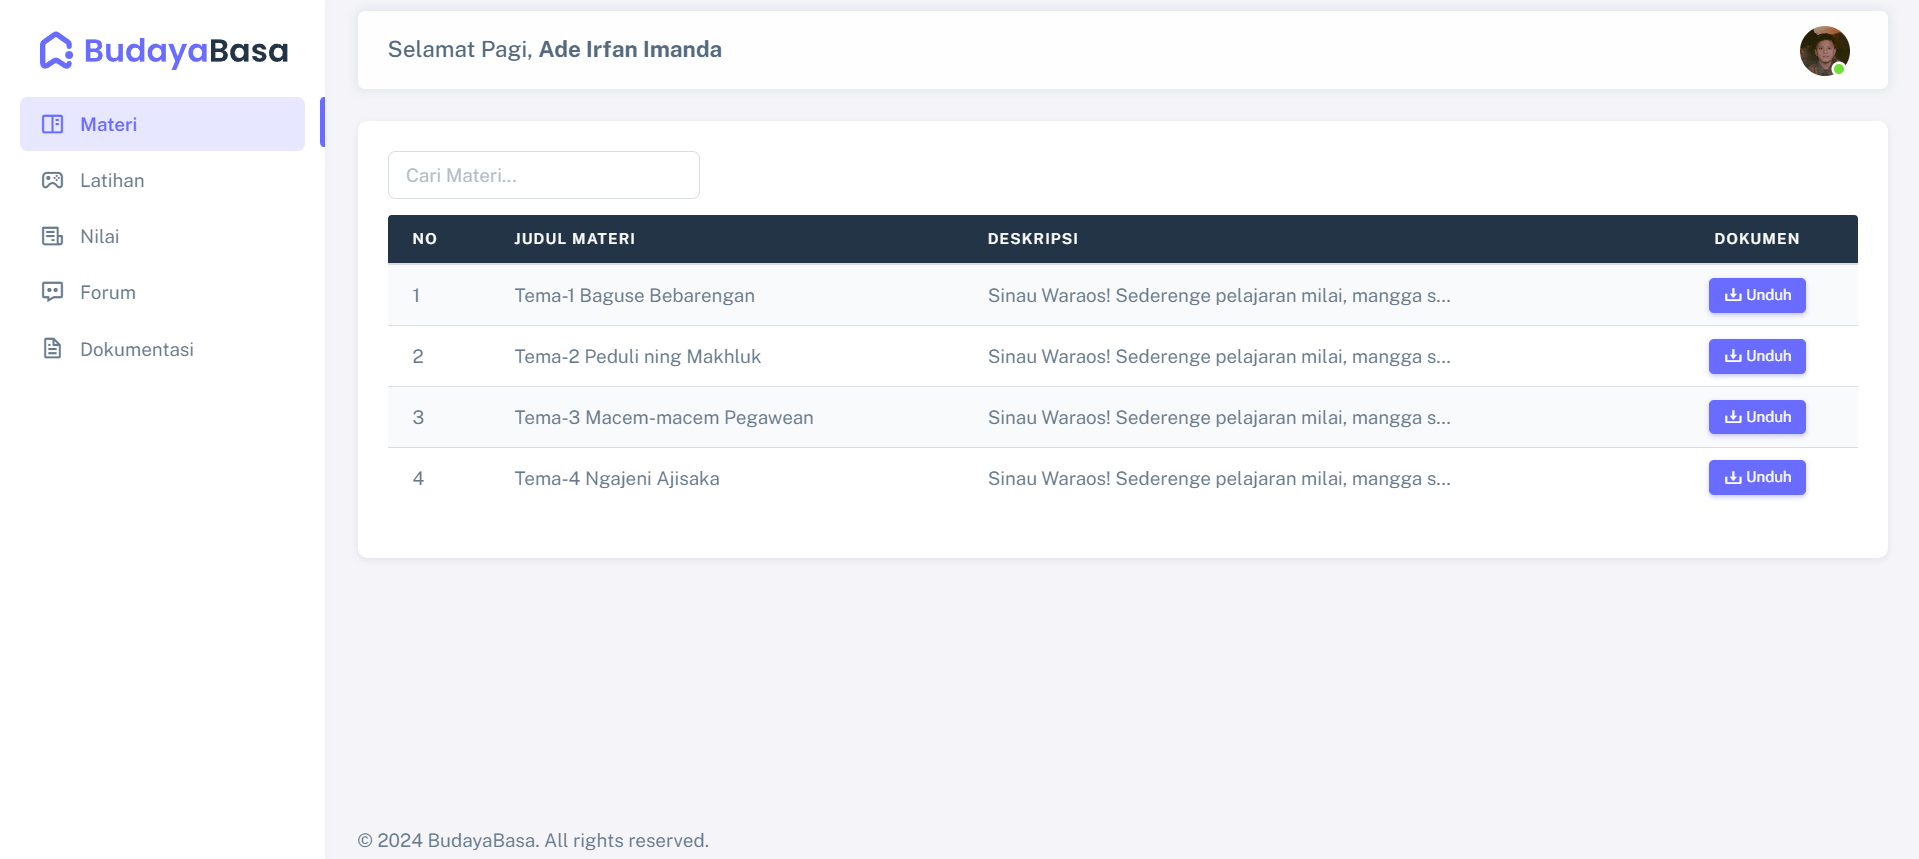 BudayaBasa
Materi
Latihan
Nilai
Forum
Dokumentasi
Selamat Pagi, Ade Irfan Imanda
Cari Materi...
NO JUDUL MATERI DESKRIPSI DOKUMEN
1 Tema-1 Baguse Bebarengan Sinau Waraos! Sederenge pelajaran milai, mangga s... Unduh
2 Tema-2 Peduli ning Makhluk Sinau Waraos! Sederenge pelajaran milai, mangga s... Unduh
3 Tema-3 Macem-macem Pegawean Sinau Waraos! Sederenge pelajaran milai, mangga s... Unduh
4 Tema-4 Ngajeni Ajisaka Sinau Waraos! Sederenge pelajaran milai, mangga s... Unduh
© 2024 BudayaBasa. All rights reserved.